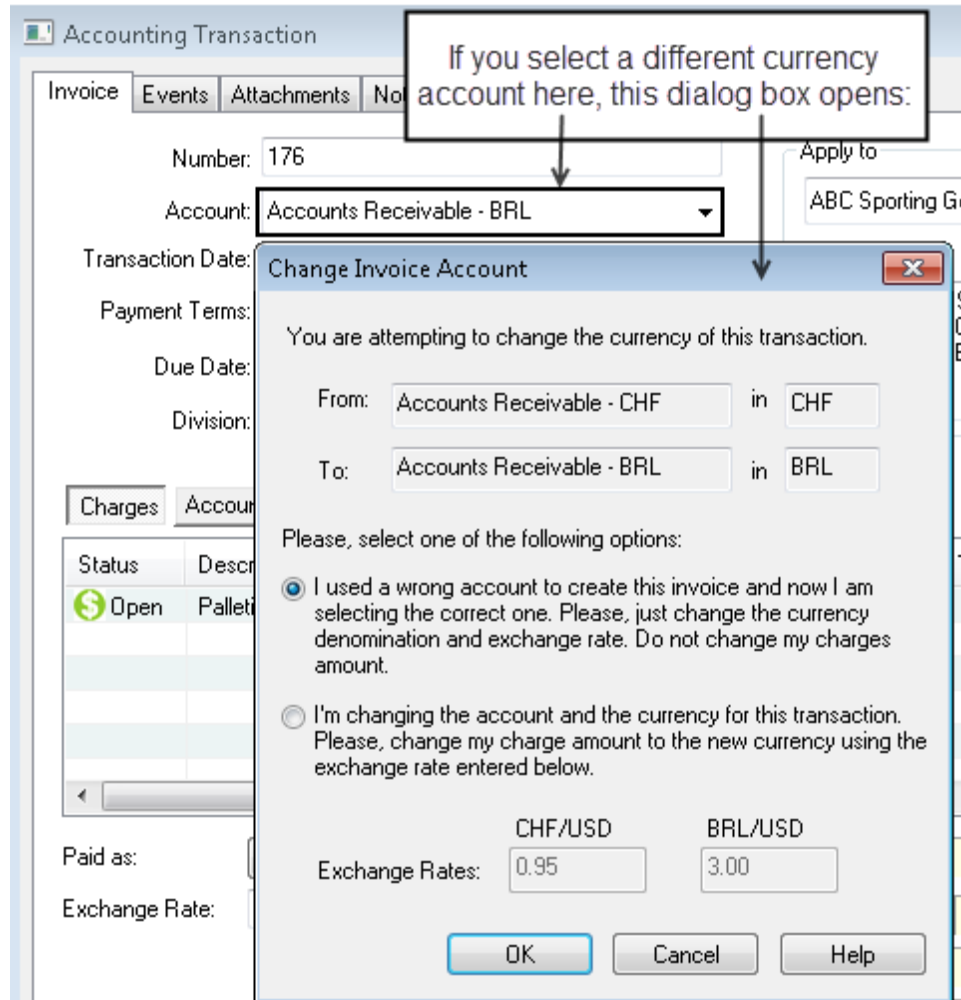 Accounting Transaction
If you select a different currency
account here, this dialog box opens:
Invoice Events Attachments
Number: 176
Apply to
Account: Accounts Receivable - BRL
ABC Sporting
Transaction Date:
Payment Terms:
Due Date:
Division:
Change Invoice Account
You are attempting to change the currency of this transaction.
From: Accounts Receivable - CHF in CHF
To: Accounts Receivable - BRL in BRL
Charges
Please, select one of the following options:
Status
Open
I used a wrong account to create this invoice and now I am
selecting the correct one. Please, just change the currency
denomination and exchange rate. Do not change my charges
amount.
I'm changing the account and the currency for this transaction.
Please, change my charge amount to the new currency using the
exchange rate entered below.
CHF/USD BRL/USD
Exchange Rates: 0.95 3.00
Paid as:
Exchange Rate:
OK Cancel Help